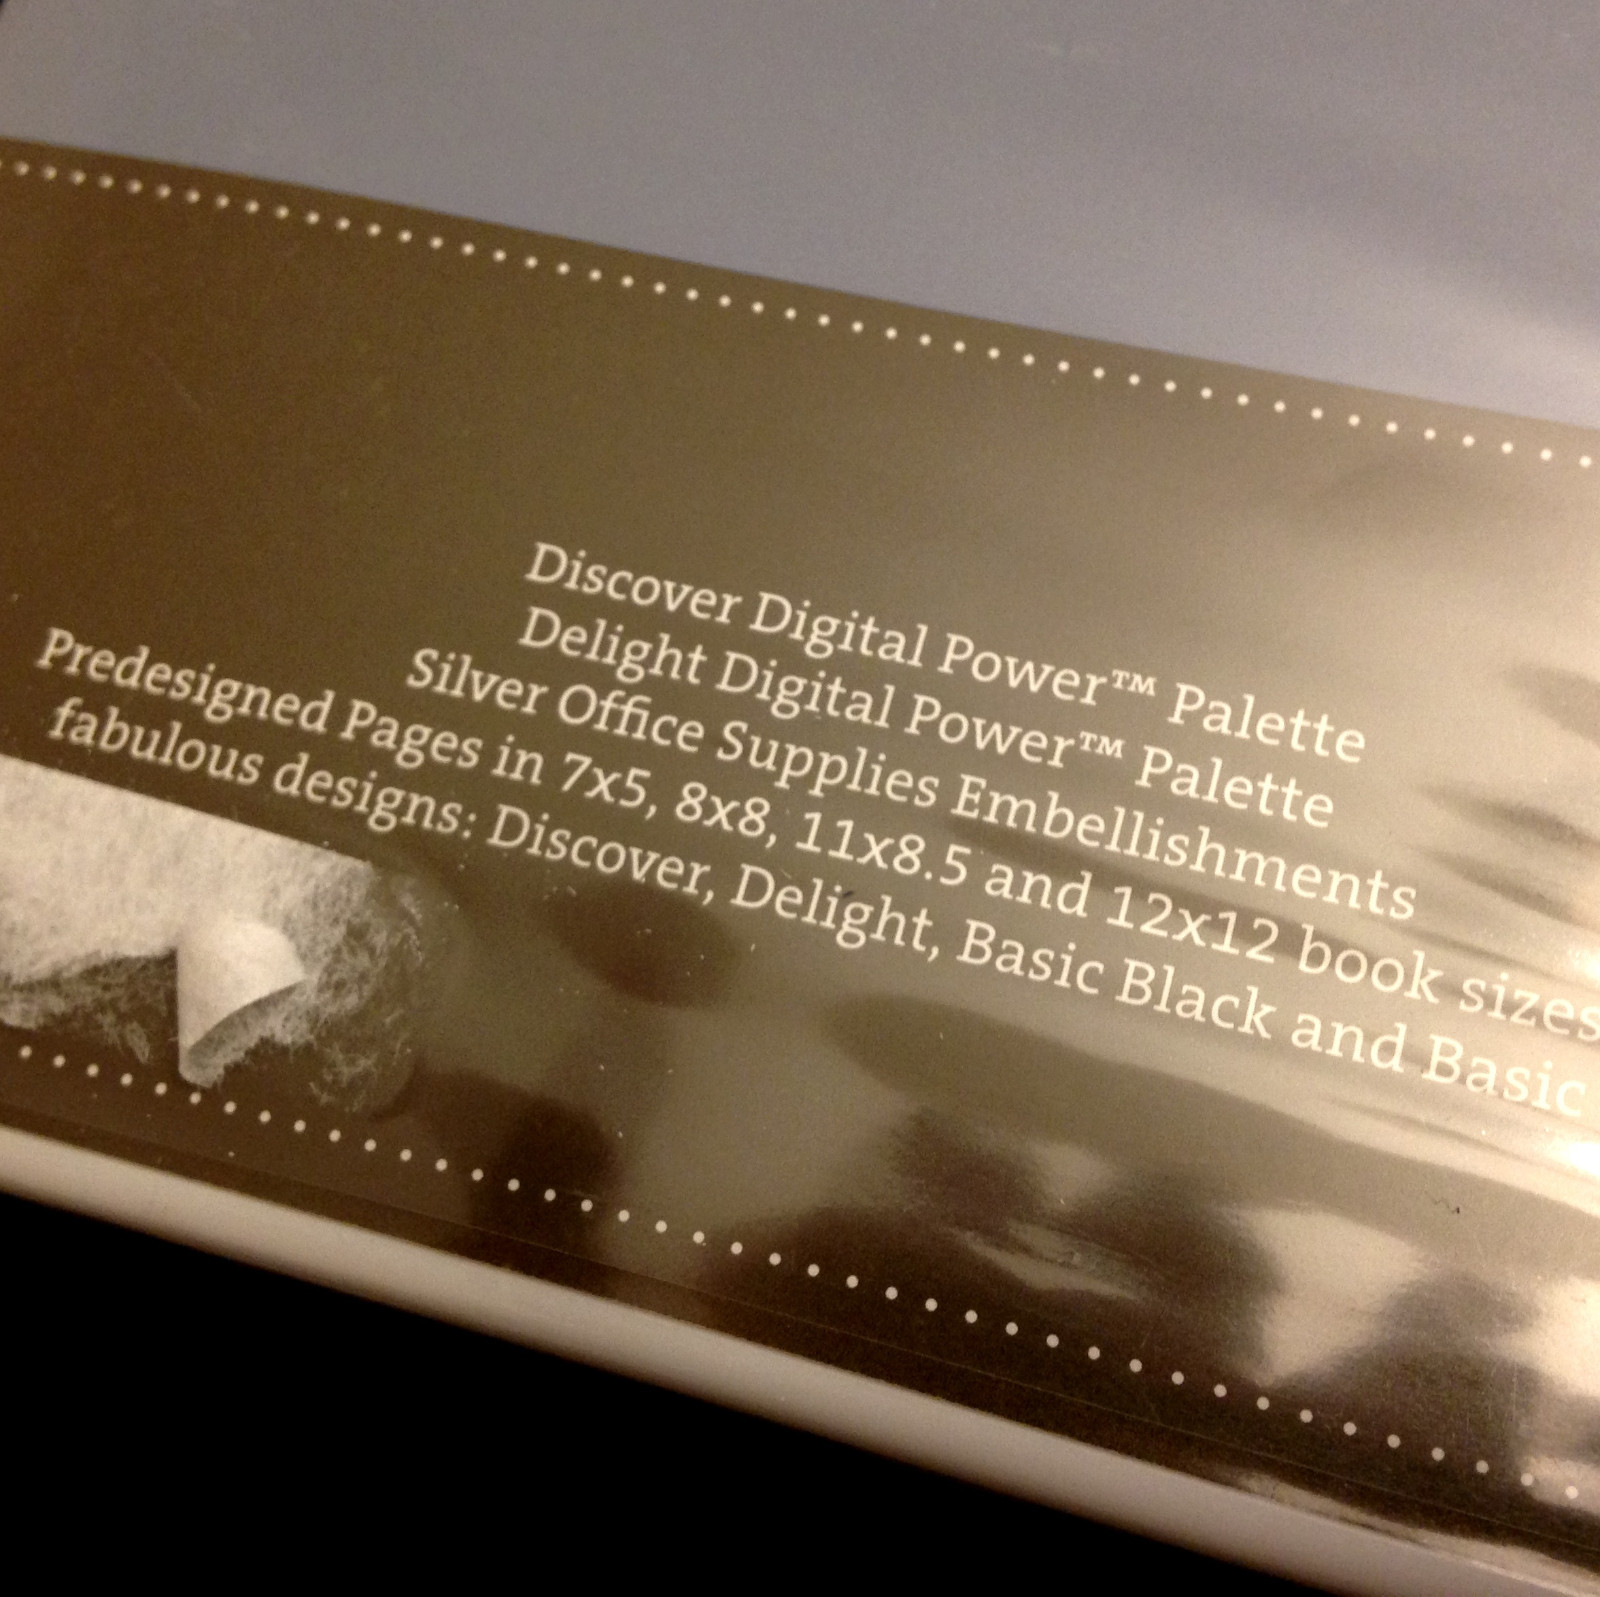 Discover Digital Power™ Palette
Delight Digital Power™ Palette
Silver Office Supplies Embellishments
Predesigned Pages in 7x5, 8x8, 11x8.5 and 12x12 book sizes
fabulous designs: Discover, Delight, Basic Black and Basic